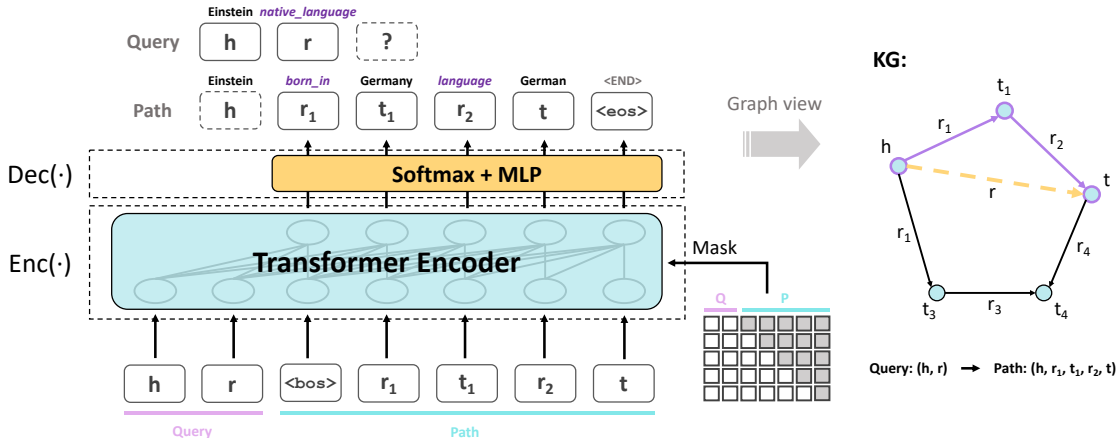 Einstein native_language
Query h r ?
Einstein born_in Germany language German <END>
Path h r₁ t₁ r₂ t <eos>
Dec(·) Softmax + MLP
Enc(·) Transformer Encoder
Mask
Q P
h r <bos> r₁ t₁ r₂ t
Query Path
Graph view
KG:
t₁
r₁ r₂
h t
r
r₁ r₄
t₃ r₃ t₄
Query: (h, r) → Path: (h, r₁, t₁, r₂, t)